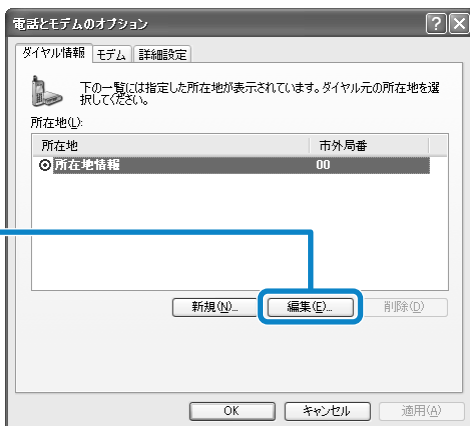 電話とモデムのオプション
ダイヤル情報 モデム 詳細設定
下の一覧には指定した所在地が表示されています。ダイヤル元の所在地を選
択してください。
所在地(L):
所在地 市外局番
所在地情報 00
新規(N)... 編集(E)... 削除(D)
OK キャンセル 適用(A)